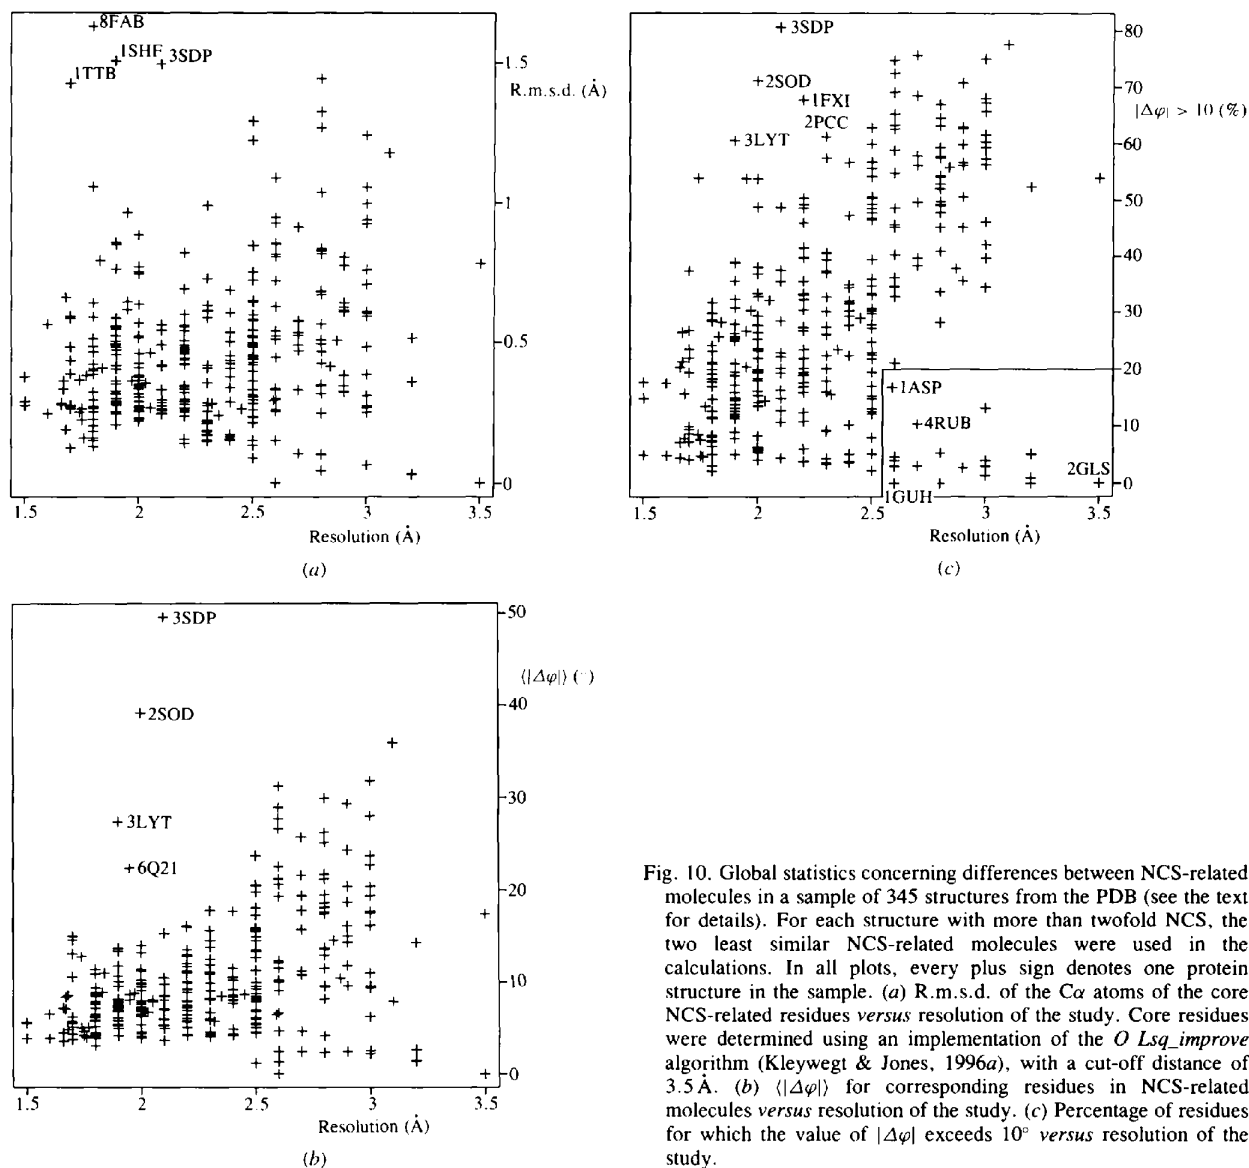 8FAB
1SHF
3SDP
1TTB
1.5
R.m.s.d. (Å)
1
0.5
0
1.5 2 2.5 3 3.5
Resolution (Å)
(a)
3SDP
80
2SOD
70
1FXI
|Δφ| > 10 (%)
2PCC
3LYT
60
50
40
30
20
1ASP
4RUB
10
2GLS
0
1GUH
1.5 2 2.5 3 3.5
Resolution (Å)
(c)
3SDP
50
⟨|Δφ|⟩ (°)
2SOD
40
3LYT
30
6Q21
20
10
0
1.5 2 2.5 3 3.5
Resolution (Å)
(b)
Fig. 10. Global statistics concerning differences between NCS-related
molecules in a sample of 345 structures from the PDB (see the text
for details). For each structure with more than twofold NCS, the
two least similar NCS-related molecules were used in the
calculations. In all plots, every plus sign denotes one protein
structure in the sample. (a) R.m.s.d. of the Cα atoms of the core
NCS-related residues versus resolution of the study. Core residues
were determined using an implementation of the O Lsq_improve
algorithm (Kleywegt & Jones, 1996a), with a cut-off distance of
3.5 Å. (b) ⟨|Δφ|⟩ for corresponding residues in NCS-related
molecules versus resolution of the study. (c) Percentage of residues
for which the value of |Δφ| exceeds 10° versus resolution of the
study.